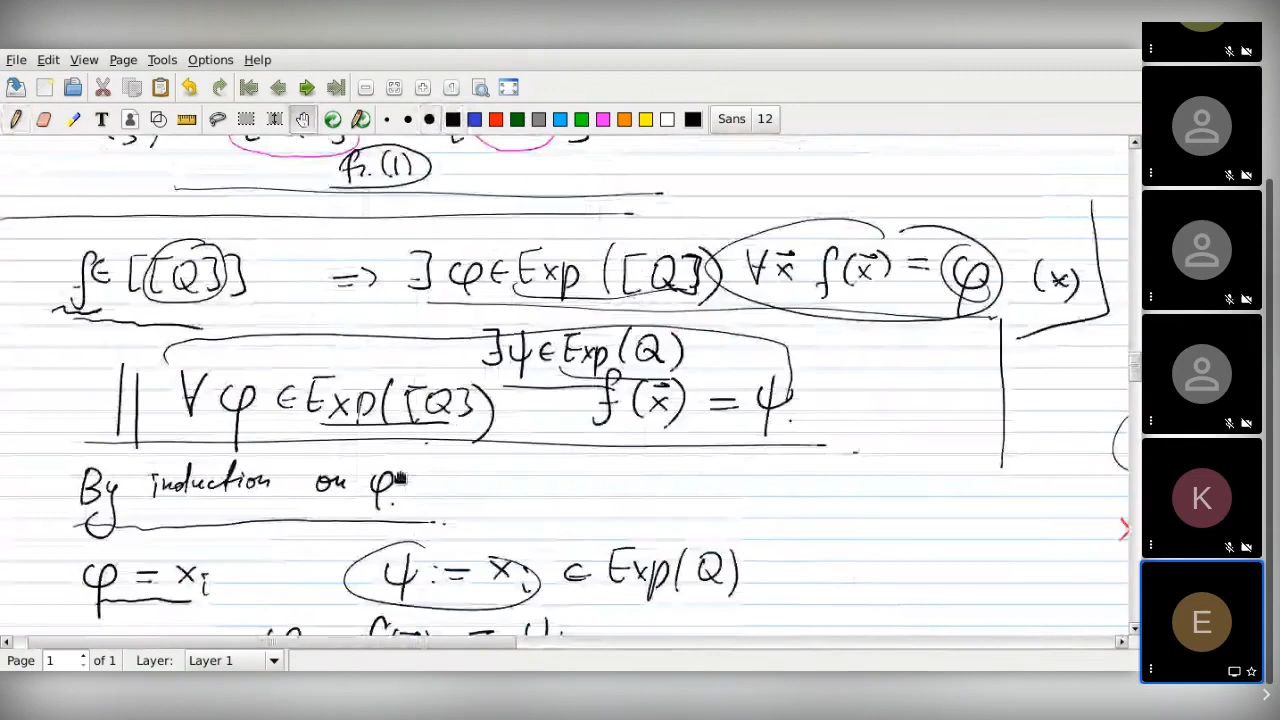 File Edit View Page Tools Options Help
Sans 12
fr. (1)
f ∈ [[Q]] => ∃ φ ∈ Exp ([Q]) ∀x⃗ f(x⃗) = φ (x)
∃ψ ∈ Exp(Q)
∀ φ ∈ Exp([Q]) f(x⃗) = ψ.
By induction on φ.
φ = xi ψ := xi ∈ Exp(Q)
Page 1 of 1 Layer: Layer 1
K
E